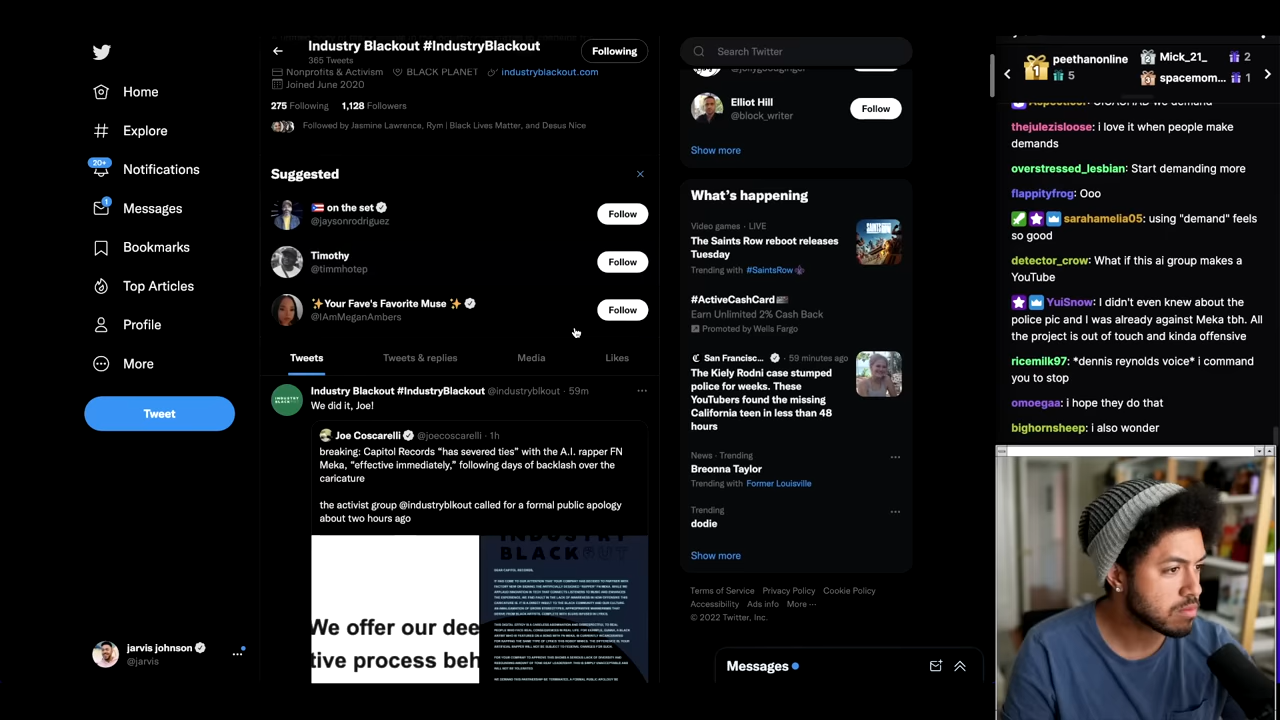 Home
Explore
20+
Notifications
1
Messages
Bookmarks
Top Articles
Profile
More
Tweet
jarvis johnson
@jarvis
Industry Blackout #IndustryBlackout
365 Tweets
Following
Nonprofits & Activism
BLACK PLANET
industryblackout.com
Joined June 2020
275 Following
1,128 Followers
Followed by Jasmine Lawrence, Rym | Black Lives Matter, and Desus Nice
Suggested
🇵🇷 on the set
@jaysonrodriguez
Follow
Timothy
@timmhotep
Follow
✨Your Fave's Favorite Muse ✨
@IAmMeganAmbers
Follow
Tweets
Tweets & replies
Media
Likes
Industry Blackout #IndustryBlackout @industryblkout · 59m
We did it, Joe!
Joe Coscarelli @joecoscarelli · 1h
breaking: Capitol Records “has severed ties” with the A.I. rapper FN
Meka, “effective immediately,” following days of backlash over the
caricature
the activist group @industryblkout called for a formal public apology
about two hours ago
We offer our dee
tive process beh
INDUSTRY
BLACKOUT
DEAR CAPITOL RECORDS,
Search Twitter
Elliot Hill
@block_writer
Follow
Show more
What’s happening
Video games · LIVE
The Saints Row reboot releases
Tuesday
Trending with #SaintsRow
#ActiveCashCard
Earn Unlimited 2% Cash Back
Promoted by Wells Fargo
San Francisc... · 59 minutes ago
The Kiely Rodni case stumped
police for weeks. These
YouTubers found the missing
California teen in less than 48
hours
News · Trending
Breonna Taylor
Trending with Former Louisville
Trending
dodie
Show more
Terms of Service Privacy Policy Cookie Policy
Accessibility Ads info More ···
© 2022 Twitter, Inc.
Messages
1
peethanonline
5
2
Mick_21_
2
3
spacemom...
1
thejulezisloose: i love it when people make
demands
overstressed_lesbian: Start demanding more
flappityfrog: Ooo
sarahamelia05: using "demand" feels
so good
detector_crow: What if this ai group makes a
YouTube
YuiSnow: I didn't even knew about the
police pic and I was already against Meka tbh. All
the project is out of touch and kinda offensive
ricemilk97: *dennis reynolds voice* i command
you to stop
omoegaa: i hope they do that
bighornsheep: i also wonder